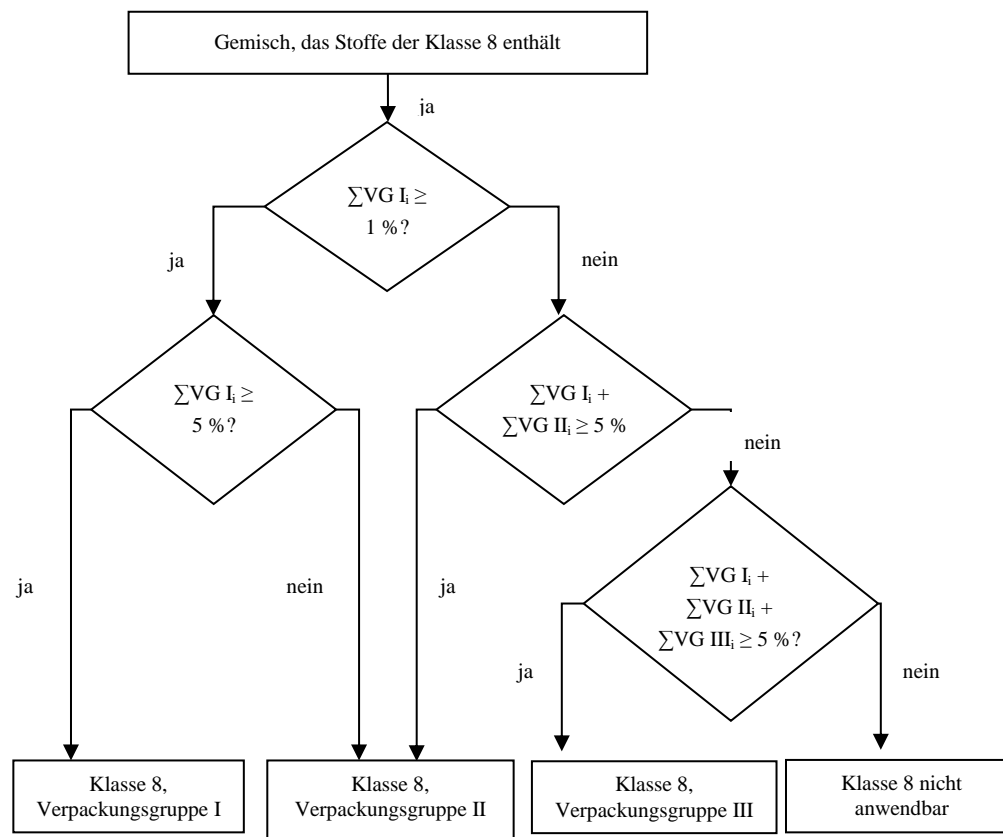 Gemisch, das Stoffe der Klasse 8 enthält
ja
∑VG Iᵢ ≥
1 %?
ja
nein
∑VG Iᵢ ≥
5 %?
∑VG Iᵢ +
∑VG IIᵢ ≥ 5 %
nein
ja
nein
ja
∑VG Iᵢ +
∑VG IIᵢ +
∑VG IIIᵢ ≥ 5 %?
ja
nein
Klasse 8,
Verpackungsgruppe I
Klasse 8,
Verpackungsgruppe II
Klasse 8,
Verpackungsgruppe III
Klasse 8 nicht
anwendbar